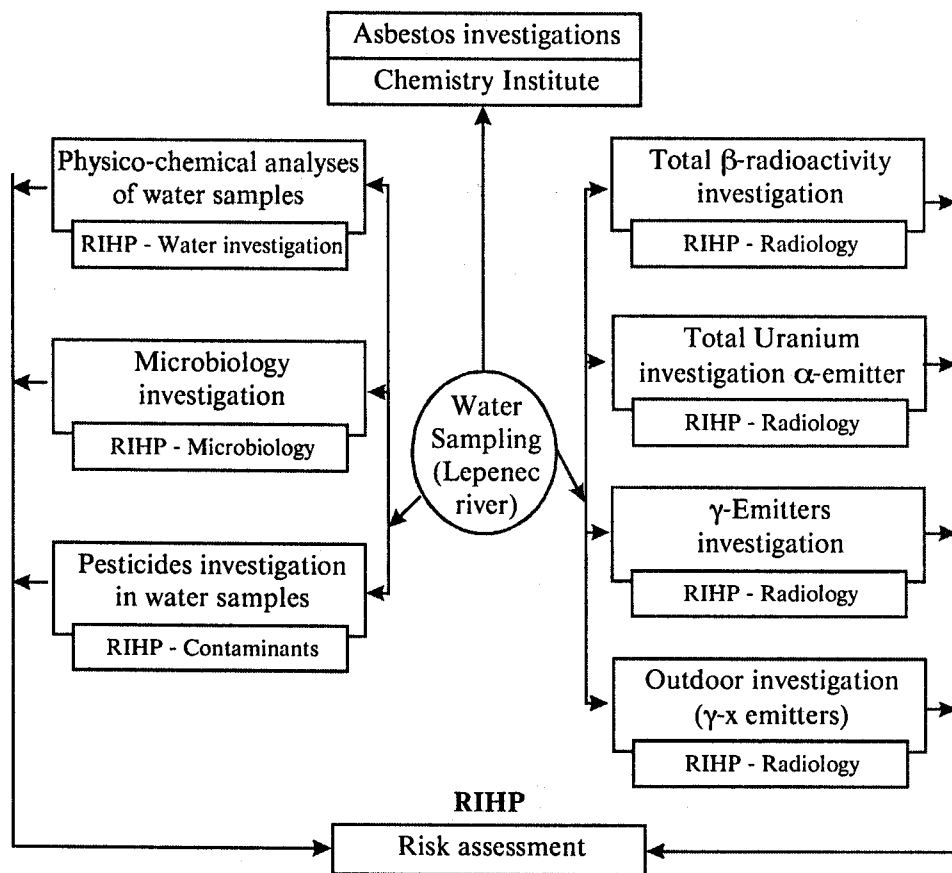 Asbestos investigations
Chemistry Institute
Physico-chemical analyses
of water samples
RIHP - Water investigation
Microbiology
investigation
RIHP - Microbiology
Pesticides investigation
in water samples
RIHP - Contaminants
Water
Sampling
(Lepenec
river)
Total β-radioactivity
investigation
RIHP - Radiology
Total Uranium
investigation α-emitter
RIHP - Radiology
γ-Emitters
investigation
RIHP - Radiology
Outdoor investigation
(γ-x emitters)
RIHP - Radiology
RIHP
Risk assessment